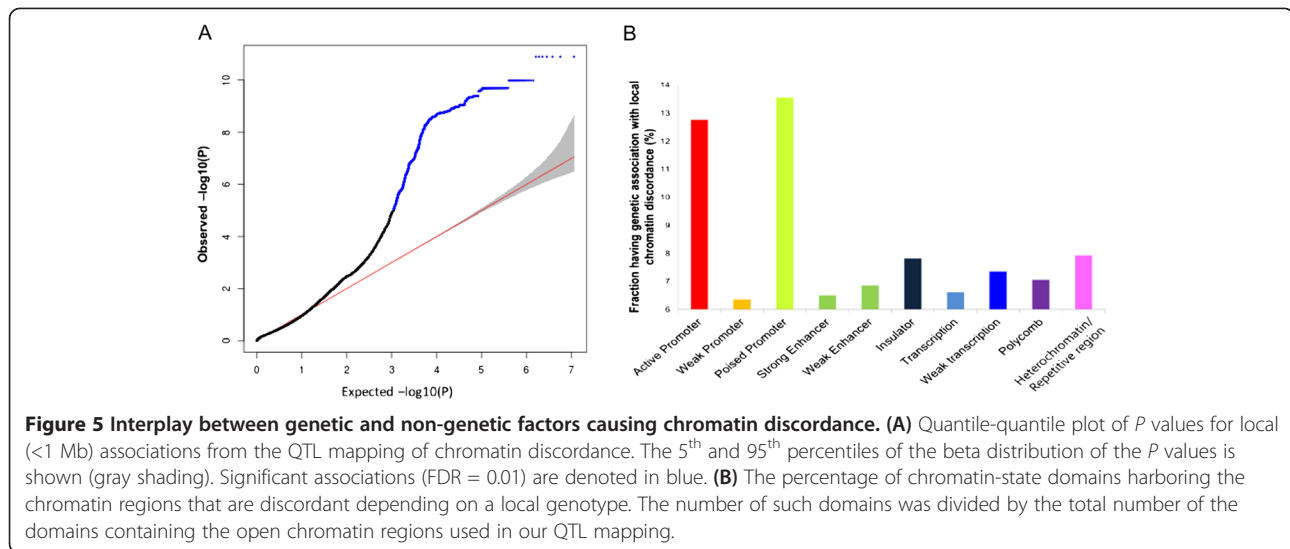 A
Observed –log10(P)
10
8
6
4
2
0
0 1 2 3 4 5 6 7
Expected –log10(P)
B
Fraction having genetic association with local
chromatin discordance (%)
14
13
12
11
10
9
8
7
6
Active Promoter
Weak Promoter
Poised Promoter
Strong Enhancer
Weak Enhancer
Insulator
Transcription
Weak transcription
Polycomb
Heterochromatin/
Repetitive region
Figure 5 Interplay between genetic and non-genetic factors causing chromatin discordance. (A) Quantile-quantile plot of P values for local
(<1 Mb) associations from the QTL mapping of chromatin discordance. The 5th and 95th percentiles of the beta distribution of the P values is
shown (gray shading). Significant associations (FDR = 0.01) are denoted in blue. (B) The percentage of chromatin-state domains harboring the
chromatin regions that are discordant depending on a local genotype. The number of such domains was divided by the total number of the
domains containing the open chromatin regions used in our QTL mapping.